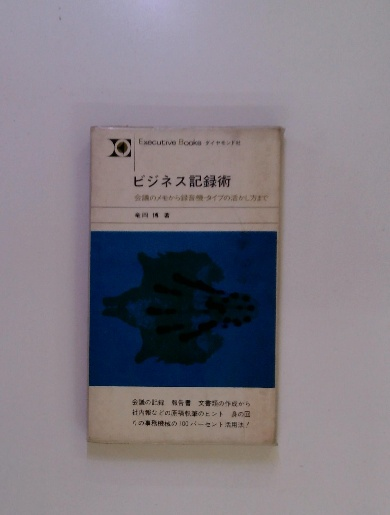 Executive Books ダイヤモンド社
ビジネス記録術
会議のメモから録音機・タイプの活かし方まで
亀岡 博 著
会議の記録 報告書 文書類の作成から
社内報などの原稿執筆のヒント 身の回
りの事務機械の100パーセント活用法！